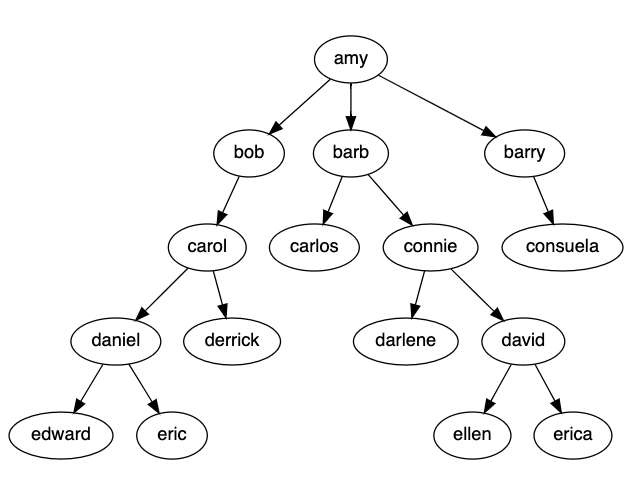 amy
bob barb barry
carol carlos connie consuela
daniel derrick darlene david
edward eric ellen erica